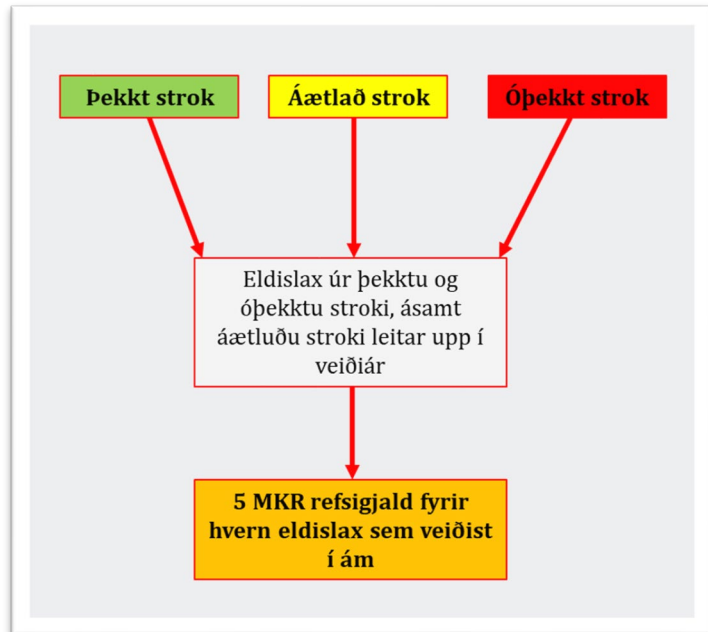 Þekkt strok
Áætlað strok
Óþekkt strok
Eldislax úr þekktu og
óþekktu stroki, ásamt
áætluðu stroki leitar upp í
veiðiár
5 MKR refsigjald fyrir
hvern eldislax sem veiðist
í ám